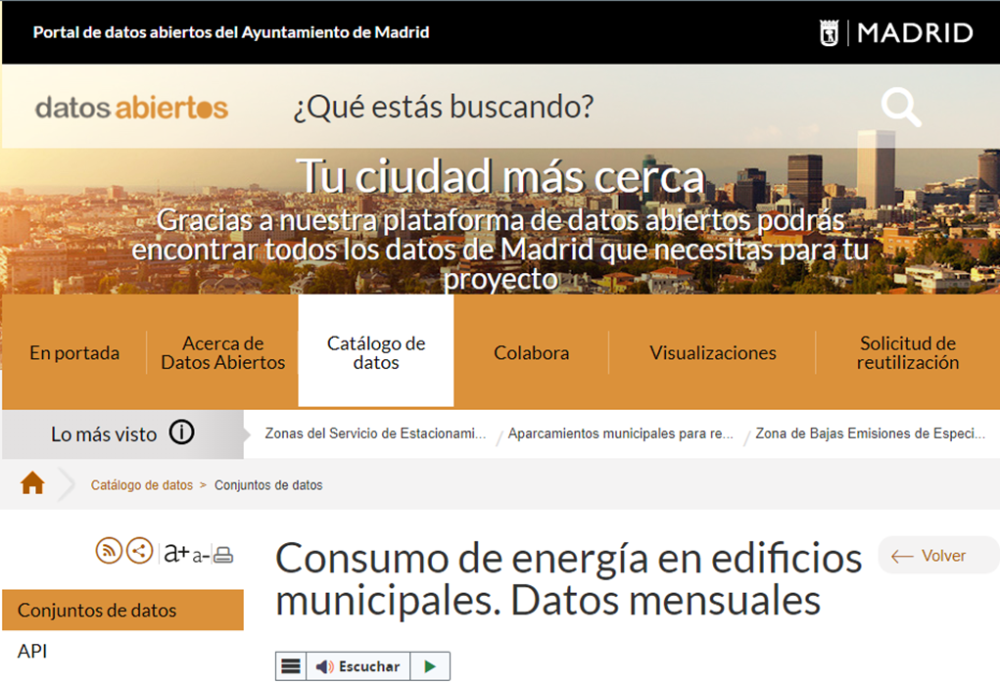 Portal de datos abiertos del Ayuntamiento de Madrid
MADRID
datos abiertos
¿Qué estás buscando?
Tu ciudad más cerca
Gracias a nuestra plataforma de datos abiertos podrás
encontrar todos los datos de Madrid que necesitas para tu
proyecto
En portada
Acerca de
Datos Abiertos
Catálogo de
datos
Colabora
Visualizaciones
Solicitud de
reutilización
Lo más visto
Zonas del Servicio de Estacionami...
/ Aparcamientos municipales para re...
/ Zona de Bajas Emisiones de Especi...
Catálogo de datos > Conjuntos de datos
a+ a-
Consumo de energía en edificios
municipales. Datos mensuales
Volver
Conjuntos de datos
API
Escuchar